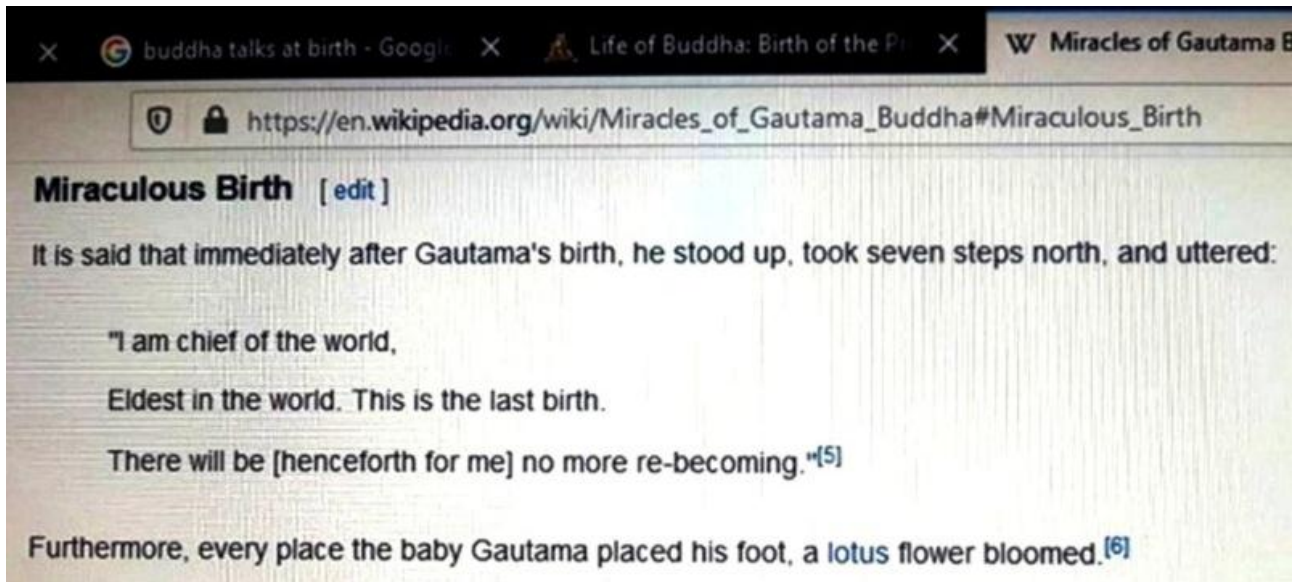 buddha talks at birth - Google
Life of Buddha: Birth of the Pr
W Miracles of Gautama B
https://en.wikipedia.org/wiki/Miracles_of_Gautama_Buddha#Miraculous_Birth
Miraculous Birth [ edit ]
It is said that immediately after Gautama's birth, he stood up, took seven steps north, and uttered:
"I am chief of the world,
Eldest in the world. This is the last birth.
There will be [henceforth for me] no more re-becoming."[5]
Furthermore, every place the baby Gautama placed his foot, a lotus flower bloomed.[6]